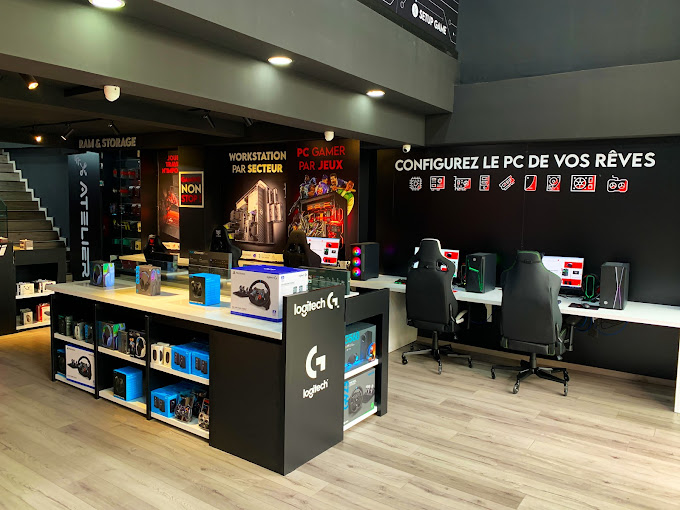 SETUP GAME
RAM & STORAGE
ATELIER
NON
STOP
WORKSTATION
PAR SECTEUR
PC GAMER
PAR JEUX
CONFIGUREZ LE PC DE VOS RÊVES
logitech G
G
logitech